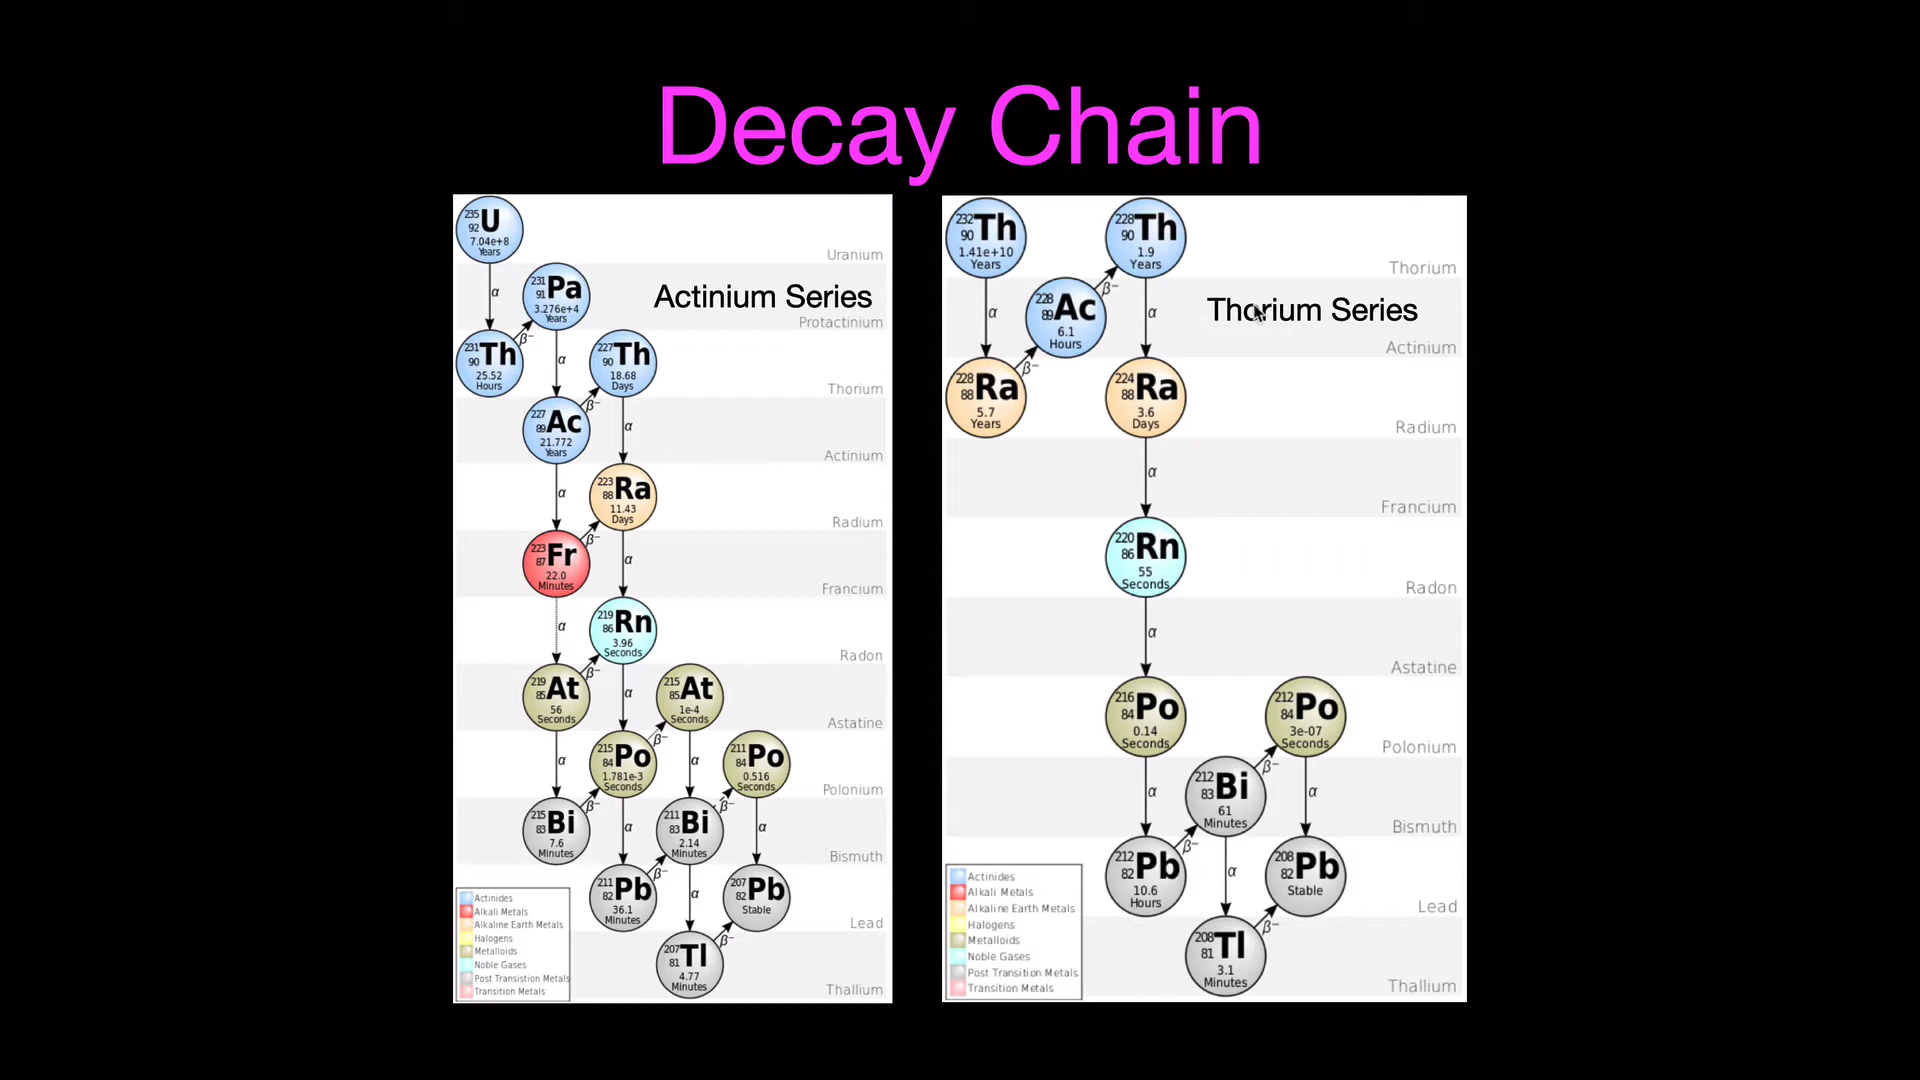 Decay Chain
235
92
U
7.04e+8
Years
Uranium
α
231
91
Pa
3.276e+4
Years
Actinium Series
Protactinium
β⁻
231
90
Th
25.52
Hours
α
227
90
Th
18.68
Days
Thorium
β⁻
227
89
Ac
21.772
Years
α
Actinium
α
223
88
Ra
11.43
Days
Radium
β⁻
223
87
Fr
22.0
Minutes
α
Francium
α
219
86
Rn
3.96
Seconds
Radon
β⁻
219
85
At
56
Seconds
α
215
85
At
1e-4
Seconds
Astatine
β⁻
α
215
84
Po
1.781e-3
Seconds
α
211
84
Po
0.516
Seconds
Polonium
β⁻
β⁻
215
83
Bi
7.6
Minutes
α
211
83
Bi
2.14
Minutes
α
Bismuth
β⁻
211
82
Pb
36.1
Minutes
α
207
82
Pb
Stable
Lead
β⁻
207
81
Tl
4.77
Minutes
Thallium
Actinides
Alkali Metals
Alkaline Earth Metals
Halogens
Metalloids
Noble Gases
Post Transition Metals
Transition Metals
232
90
Th
1.41e+10
Years
228
90
Th
1.9
Years
Thorium
β⁻
α
228
89
Ac
6.1
Hours
α
Thorium Series
Actinium
β⁻
228
88
Ra
5.7
Years
224
88
Ra
3.6
Days
Radium
α
Francium
220
86
Rn
55
Seconds
Radon
α
Astatine
216
84
Po
0.14
Seconds
212
84
Po
3e-07
Seconds
Polonium
β⁻
α
212
83
Bi
61
Minutes
α
Bismuth
β⁻
212
82
Pb
10.6
Hours
α
208
82
Pb
Stable
Lead
β⁻
208
81
Tl
3.1
Minutes
Thallium
Actinides
Alkali Metals
Alkaline Earth Metals
Halogens
Metalloids
Noble Gases
Post Transition Metals
Transition Metals